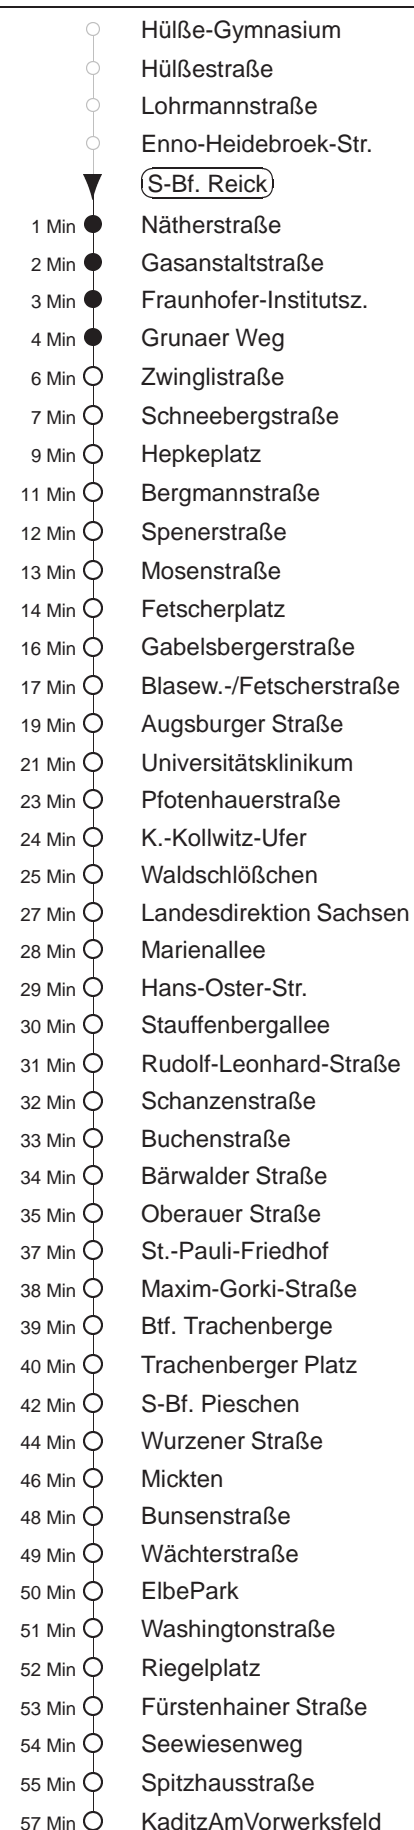 Hülße-Gymnasium
Hülßestraße
Lohrmannstraße
Enno-Heidebroek-Str.
S-Bf. Reick
1 Min Nätherstraße
2 Min Gasanstaltstraße
3 Min Fraunhofer-Institutsz.
4 Min Grunaer Weg
6 Min Zwinglistraße
7 Min Schneebergstraße
9 Min Hepkeplatz
11 Min Bergmannstraße
12 Min Spenerstraße
13 Min Mosenstraße
14 Min Fetscherplatz
16 Min Gabelsbergerstraße
17 Min Blasew.-/Fetscherstraße
19 Min Augsburger Straße
21 Min Universitätsklinikum
23 Min Pfotenhauerstraße
24 Min K.-Kollwitz-Ufer
25 Min Waldschlößchen
27 Min Landesdirektion Sachsen
28 Min Marienallee
29 Min Hans-Oster-Str.
30 Min Stauffenbergallee
31 Min Rudolf-Leonhard-Straße
32 Min Schanzenstraße
33 Min Buchenstraße
34 Min Bärwalder Straße
35 Min Oberauer Straße
37 Min St.-Pauli-Friedhof
38 Min Maxim-Gorki-Straße
39 Min Btf. Trachenberge
40 Min Trachenberger Platz
42 Min S-Bf. Pieschen
44 Min Wurzener Straße
46 Min Mickten
48 Min Bunsenstraße
49 Min Wächterstraße
50 Min ElbePark
51 Min Washingtonstraße
52 Min Riegelplatz
53 Min Fürstenhainer Straße
54 Min Seewiesenweg
55 Min Spitzhausstraße
57 Min KaditzAmVorwerksfeld